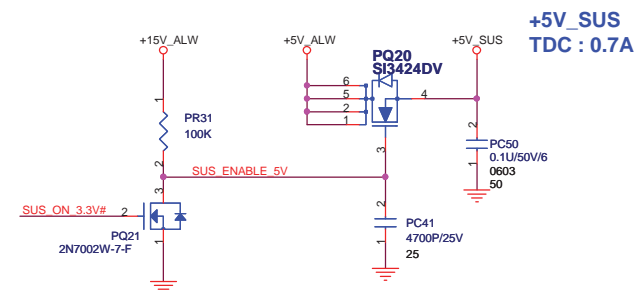 +5V_SUS
TDC : 0.7A
+15V_ALW
+5V_ALW
+5V_SUS
PQ20
SI3424DV
6
5
2
1
4
3
1
PR31
100K
2
2
PC50
0.1U/50V/6
0603
50
1
SUS_ENABLE_5V
3
SUS_ON_3.3V#
2
PQ21
2N7002W-7-F
1
2
PC41
4700P/25V
25
1